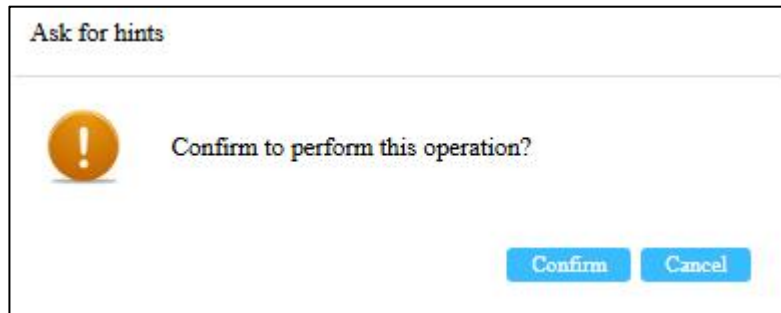 Ask for hints
Confirm to perform this operation?
Confirm Cancel